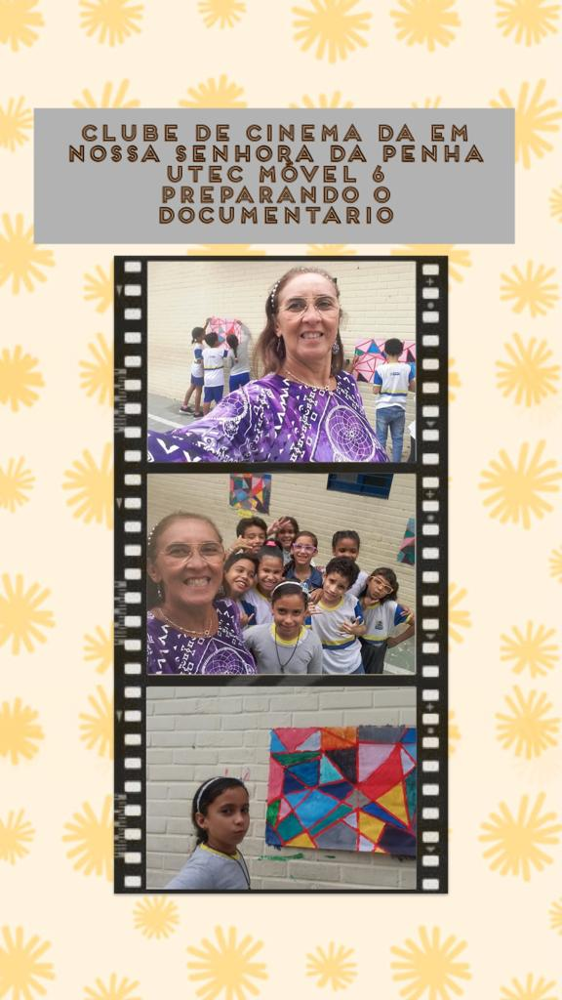 CLUBE DE CINEMA DA EM
NOSSA SENHORA DA PENHA
UTEC MÓVEL 6
PREPARANDO O
DOCUMENTARIO